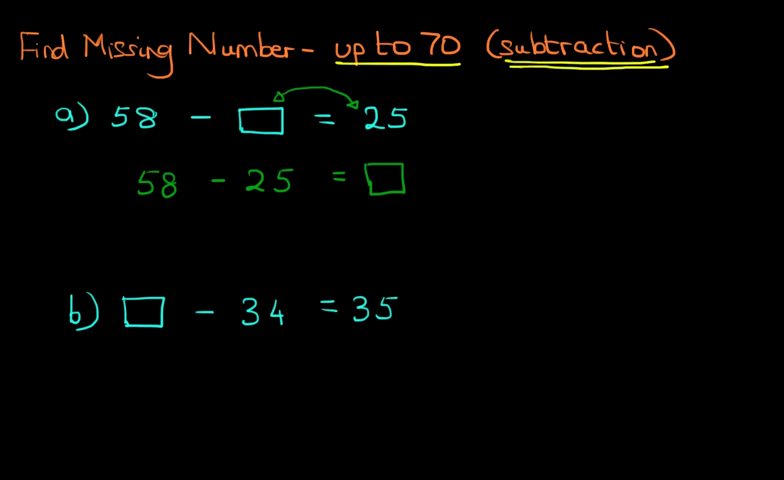 Find Missing Number - up to 70 (subtraction)
a) 58 - □ = 25
58 - 25 = □
b) □ - 34 = 35